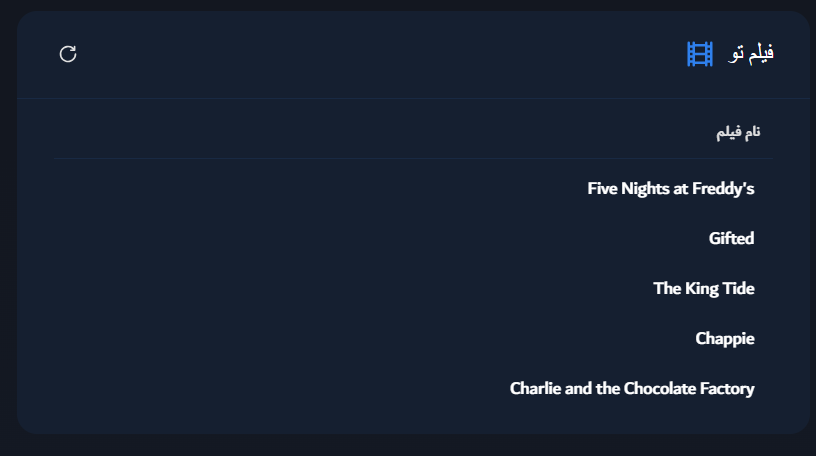 فیلم تو
نام فیلم
Five Nights at Freddy's
Gifted
The King Tide
Chappie
Charlie and the Chocolate Factory